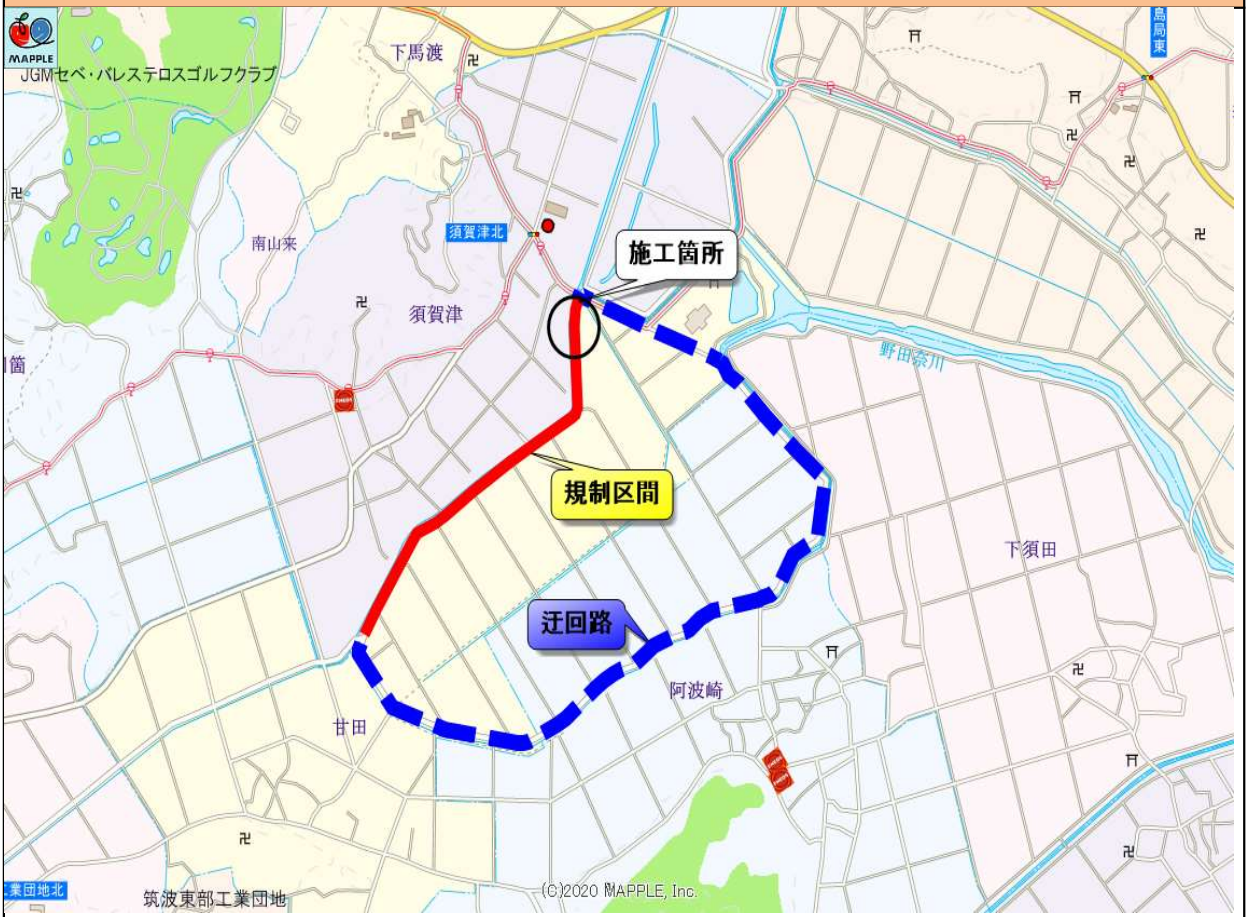 島局東
MAPPLE
JGMセベ・バレステロスゴルフクラブ
下馬渡
南山来
須賀津北
施工箇所
須賀津
野田奈川
箇
規制区間
下須田
迂回路
阿波崎
甘田
業団地北
筑波東部工業団地
(C)2020 MAPPLE, Inc.